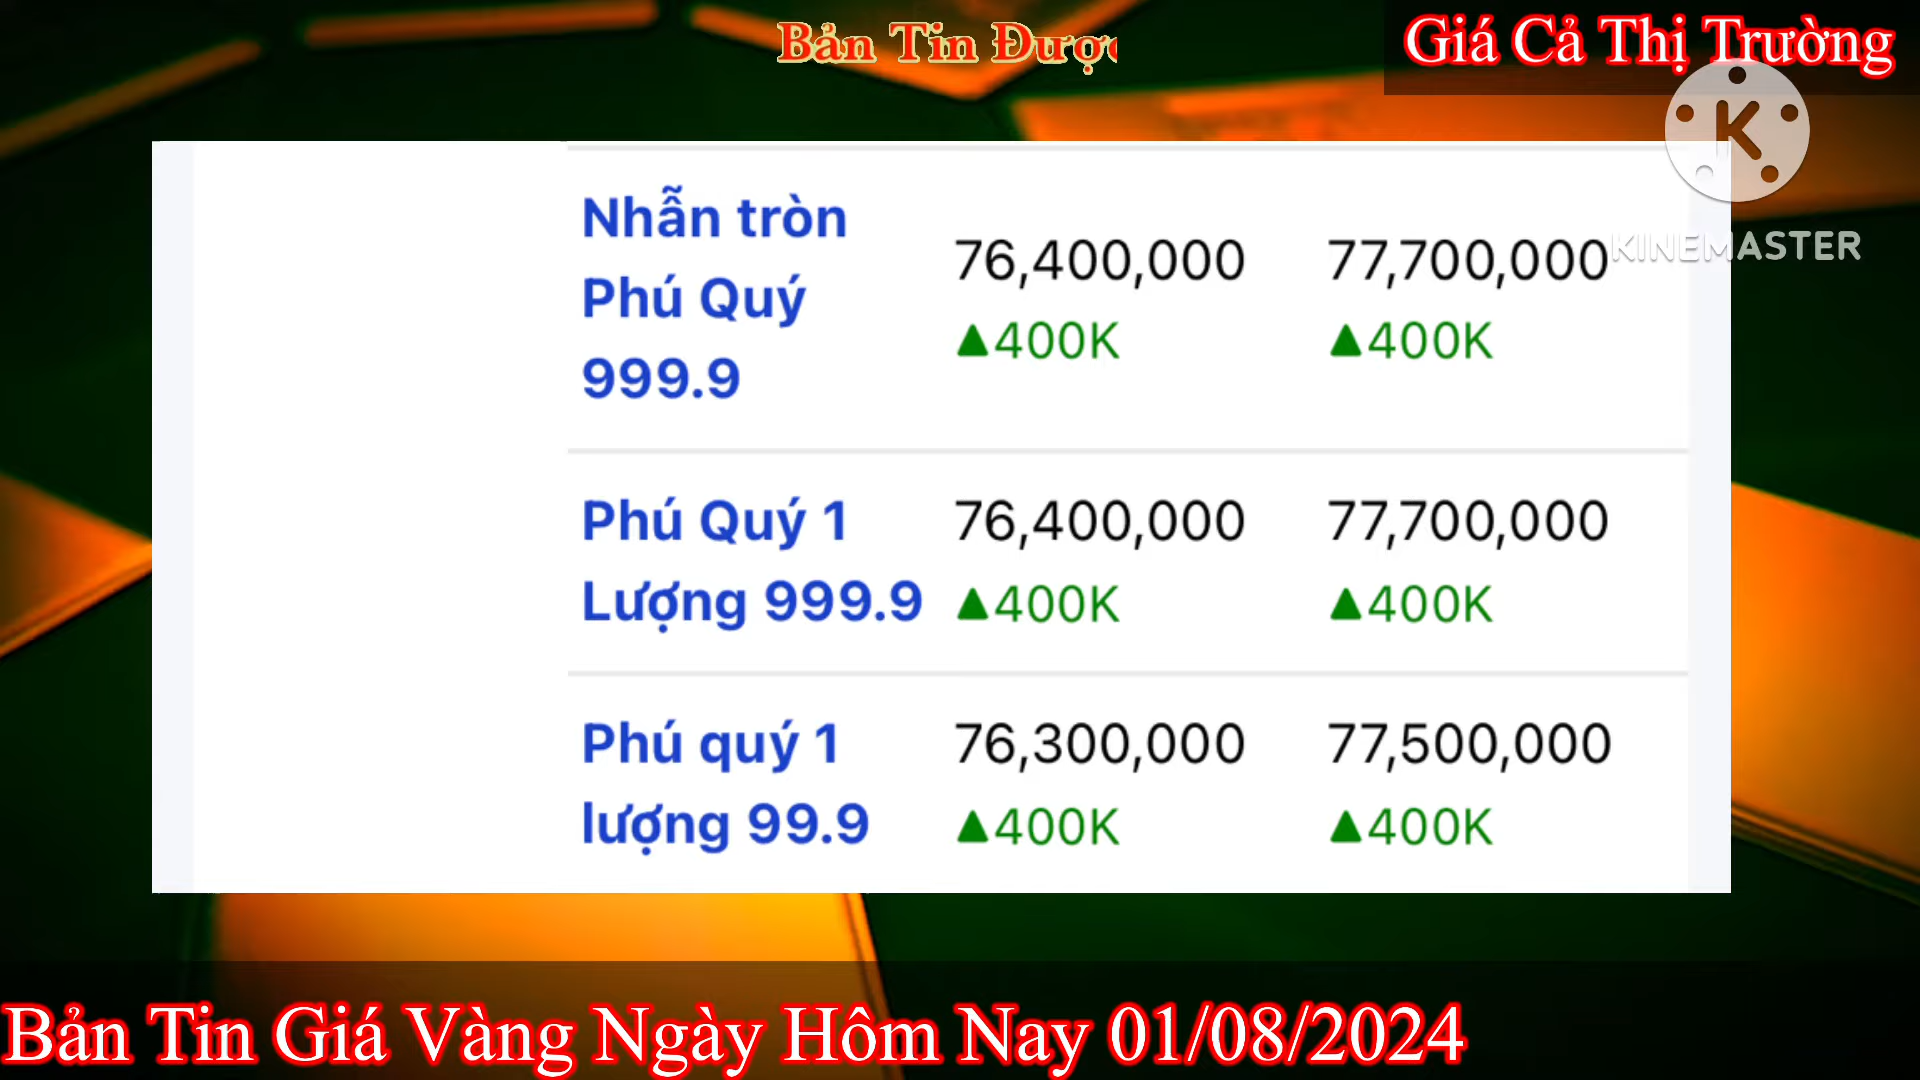 Bản Tin Được
Giá Cả Thị Trường
K
KINEMASTER
Nhẫn tròn
Phú Quý
999.9
76,400,000
▲400K
77,700,000
▲400K
Phú Quý 1
Lượng 999.9
76,400,000
▲400K
77,700,000
▲400K
Phú quý 1
lượng 99.9
76,300,000
▲400K
77,500,000
▲400K
Bản Tin Giá Vàng Ngày Hôm Nay 01/08/2024